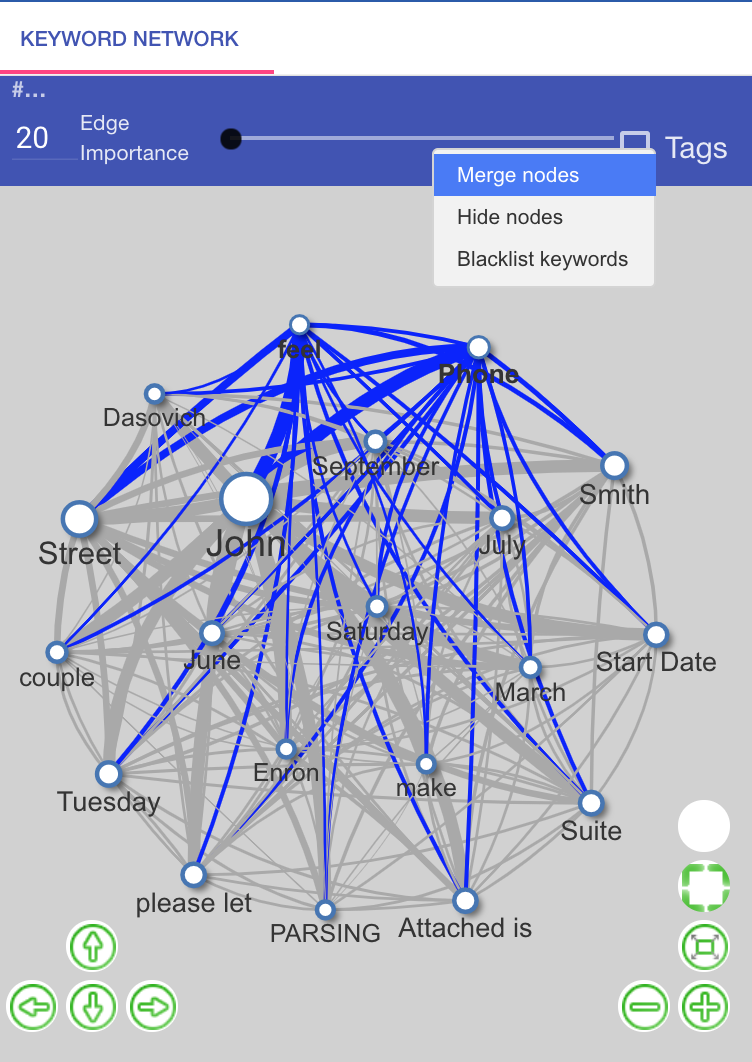 KEYWORD NETWORK
#...
20
Edge
Importance
Tags
Merge nodes
Hide nodes
Blacklist keywords
feel
Phone
Dasovich
September
Smith
Street
John
July
June
Saturday
couple
Start Date
March
Enron
make
Tuesday
Suite
please let
PARSING
Attached is